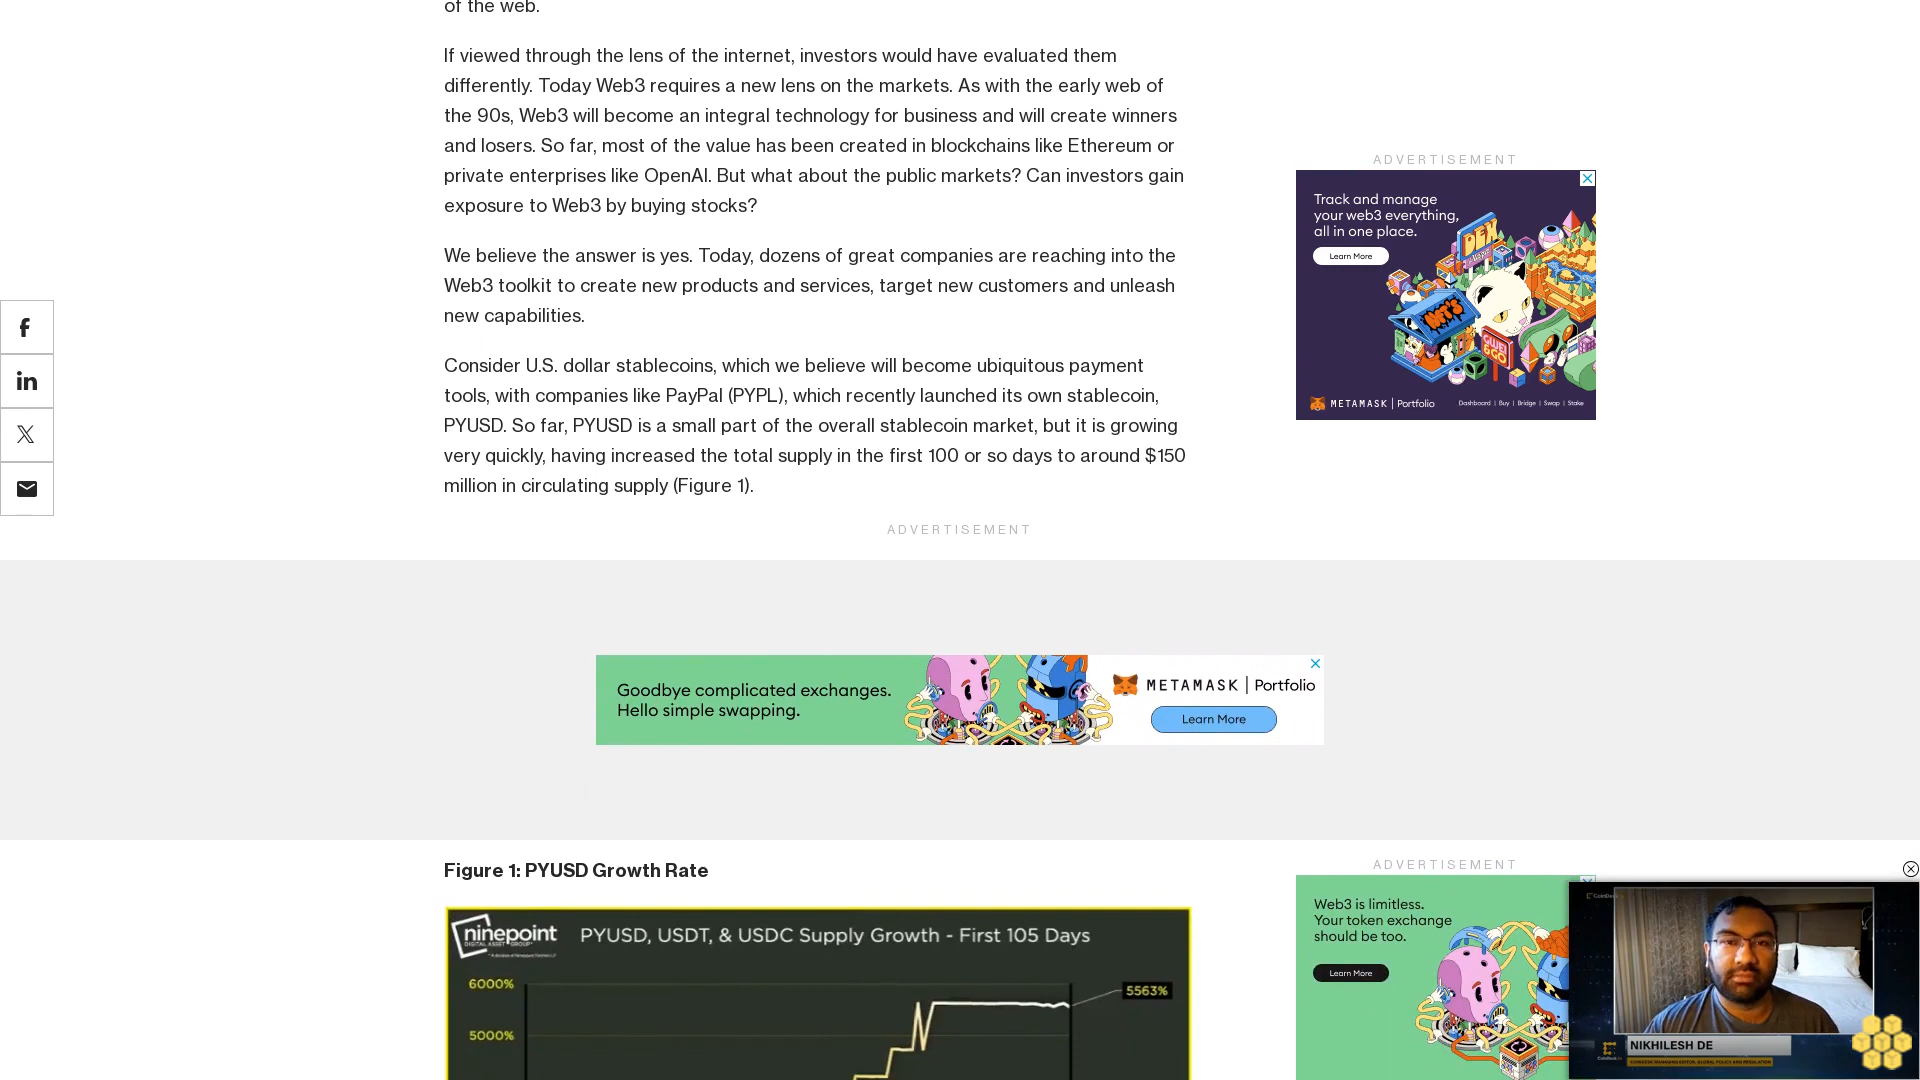 of the web.
If viewed through the lens of the internet, investors would have evaluated them
differently. Today Web3 requires a new lens on the markets. As with the early web of
the 90s, Web3 will become an integral technology for business and will create winners
and losers. So far, most of the value has been created in blockchains like Ethereum or
private enterprises like OpenAI. But what about the public markets? Can investors gain
exposure to Web3 by buying stocks?
We believe the answer is yes. Today, dozens of great companies are reaching into the
Web3 toolkit to create new products and services, target new customers and unleash
new capabilities.
Consider U.S. dollar stablecoins, which we believe will become ubiquitous payment
tools, with companies like PayPal (PYPL), which recently launched its own stablecoin,
PYUSD. So far, PYUSD is a small part of the overall stablecoin market, but it is growing
very quickly, having increased the total supply in the first 100 or so days to around $150
million in circulating supply (Figure 1).
ADVERTISEMENT
Track and manage
your web3 everything,
all in one place.
Learn More
DEX
GWEI
& GO
METAMASK | Portfolio
Dashboard | Buy | Bridge | Swap | Stake
ADVERTISEMENT
Goodbye complicated exchanges.
Hello simple swapping.
METAMASK | Portfolio
Learn More
Figure 1: PYUSD Growth Rate
ninepoint
DIGITAL ASSET GROUP
PYUSD, USDT, & USDC Supply Growth - First 105 Days
6000%
5563%
5000%
ADVERTISEMENT
Web3 is limitless.
Your token exchange
should be too.
Learn More
CoinDesk
NIKHILESH DE
COINDESK MANAGING EDITOR, GLOBAL POLICY AND REGULATION